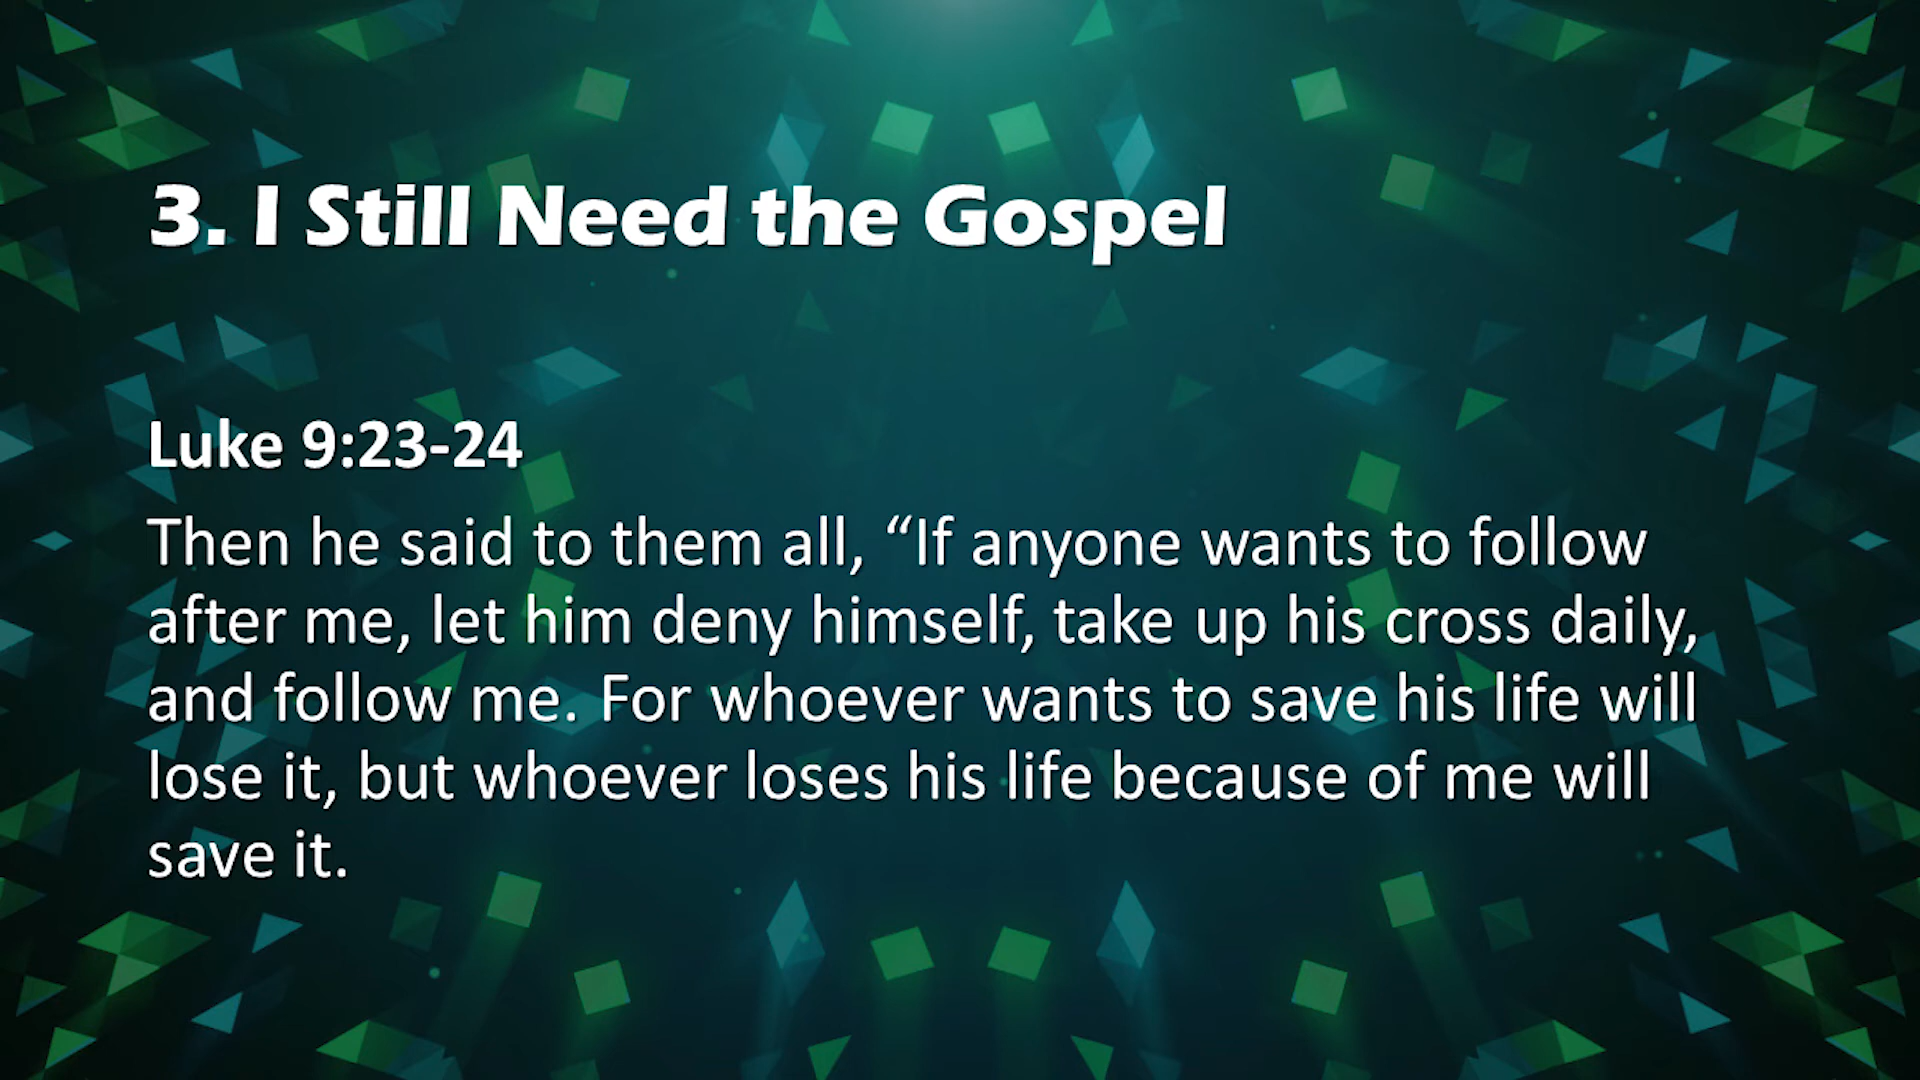 3. I Still Need the Gospel
Luke 9:23-24
Then he said to them all, “If anyone wants to follow
after me, let him deny himself, take up his cross daily,
and follow me. For whoever wants to save his life will
lose it, but whoever loses his life because of me will
save it.